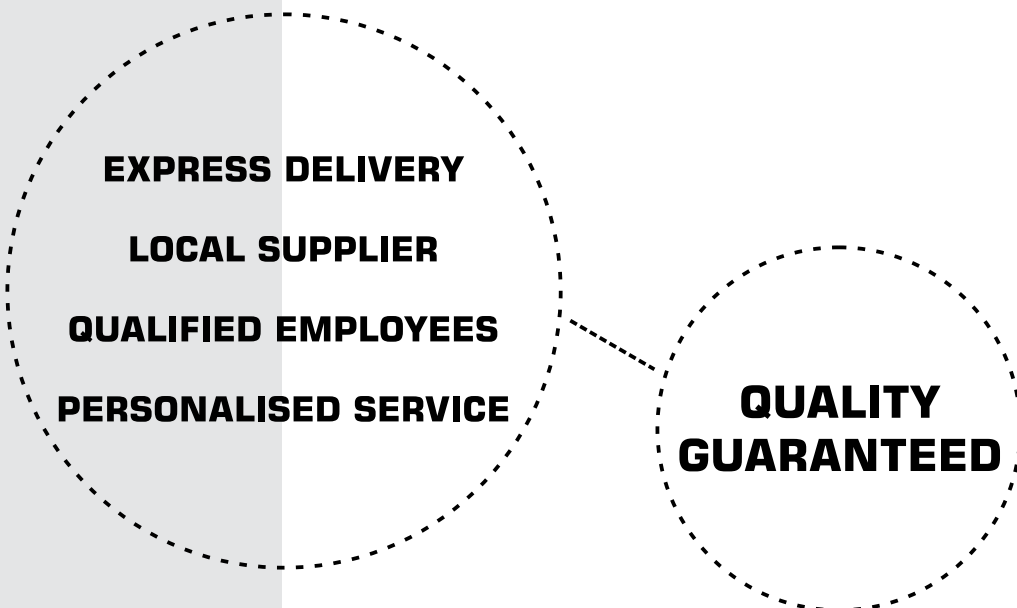 EXPRESS DELIVERY
LOCAL SUPPLIER
QUALIFIED EMPLOYEES
PERSONALISED SERVICE
QUALITY
GUARANTEED